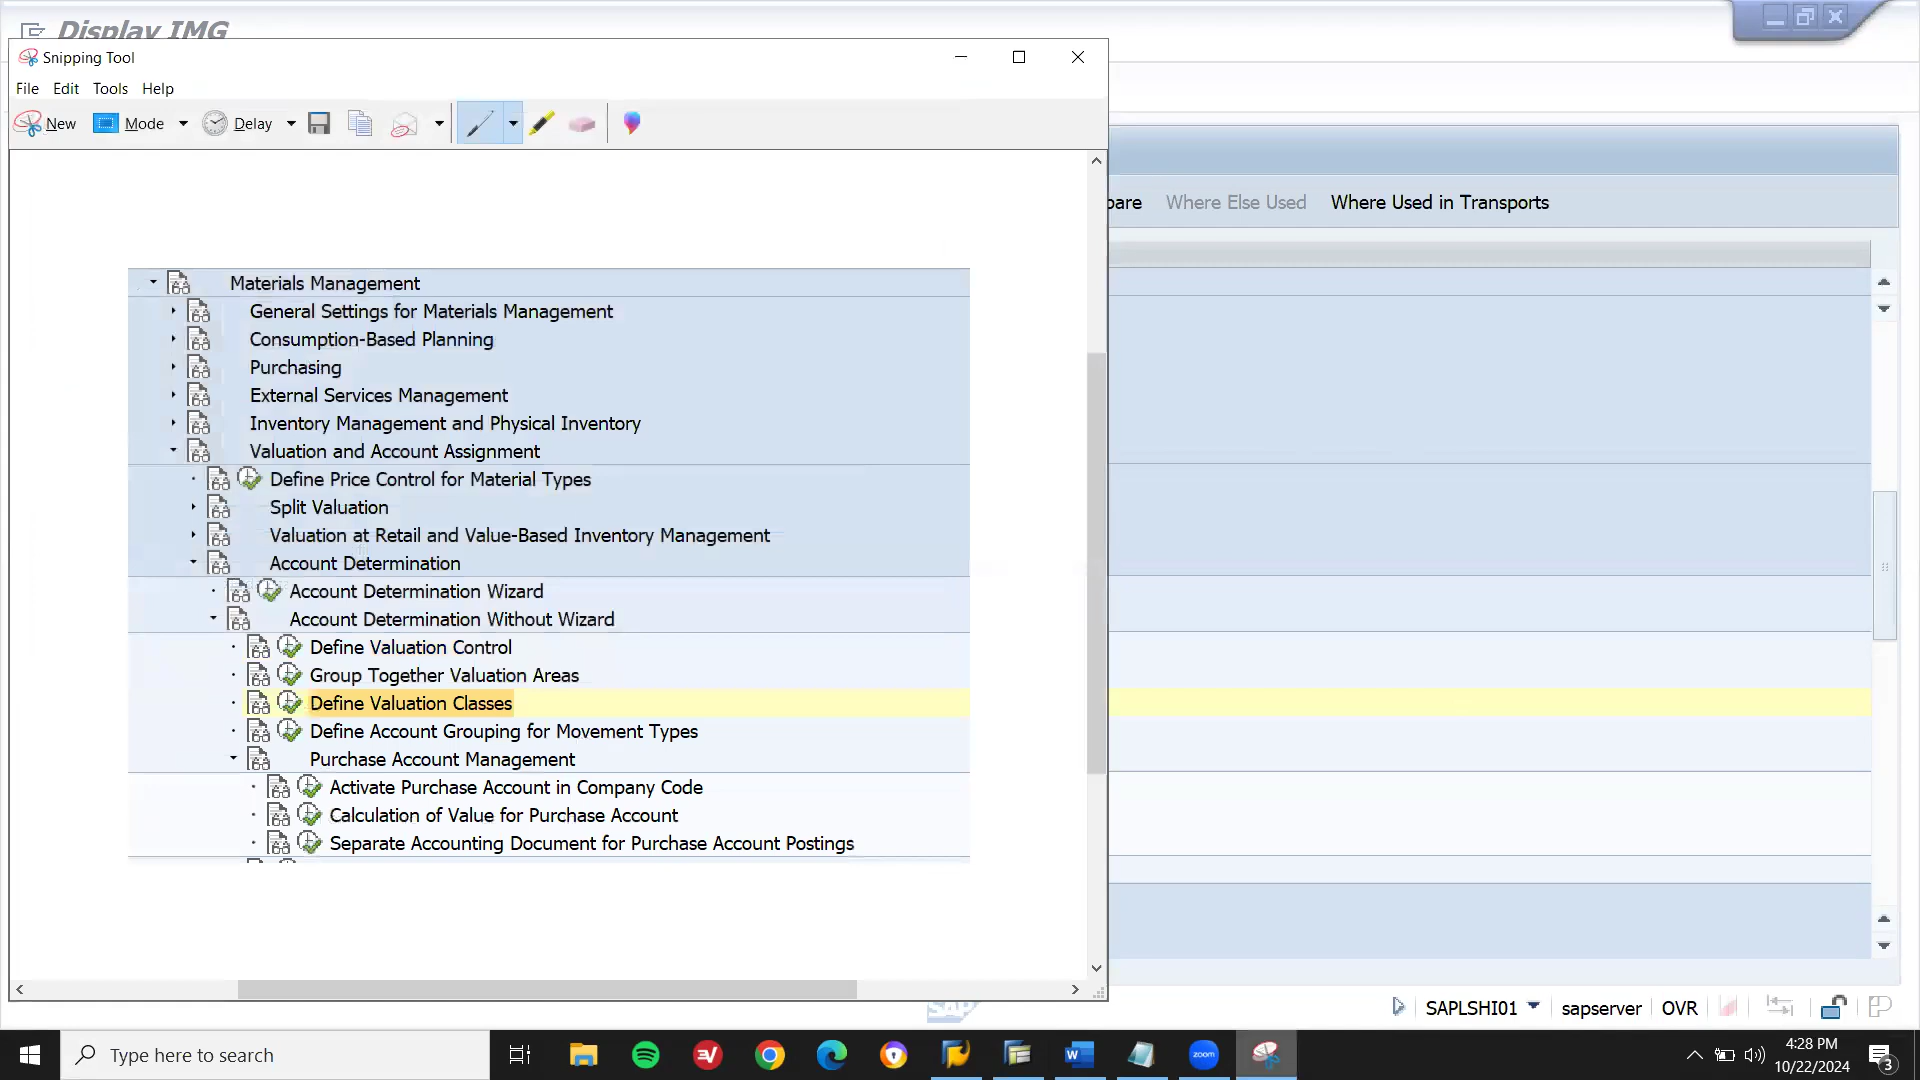 Display IMG
Snipping Tool
File Edit Tools Help
New Mode Delay
Where Else Used Where Used in Transports
Materials Management
General Settings for Materials Management
Consumption-Based Planning
Purchasing
External Services Management
Inventory Management and Physical Inventory
Valuation and Account Assignment
Define Price Control for Material Types
Split Valuation
Valuation at Retail and Value-Based Inventory Management
Account Determination
Account Determination Wizard
Account Determination Without Wizard
Define Valuation Control
Group Together Valuation Areas
Define Valuation Classes
Define Account Grouping for Movement Types
Purchase Account Management
Activate Purchase Account in Company Code
Calculation of Value for Purchase Account
Separate Accounting Document for Purchase Account Postings
SAP
SAPLSHI01 sapserver OVR
Type here to search
zoom
4:28 PM
10/22/2024
3